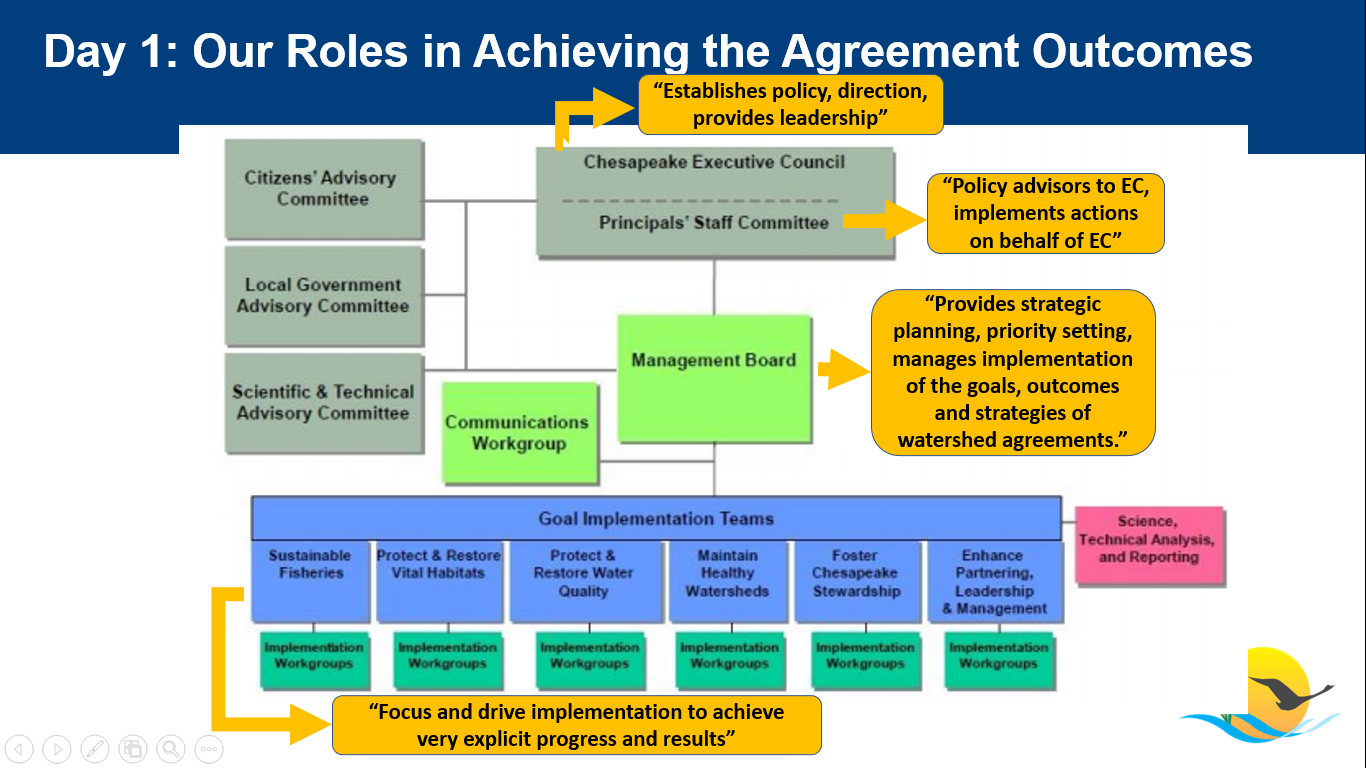 Day 1: Our Roles in Achieving the Agreement Outcomes
“Establishes policy, direction,
provides leadership”
Citizens’ Advisory
Committee
Chesapeake Executive Council
Principals’ Staff Committee
“Policy advisors to EC,
implements actions
on behalf of EC”
Local Government
Advisory Committee
Scientific & Technical
Advisory Committee
Management Board
“Provides strategic
planning, priority setting,
manages implementation
of the goals, outcomes
and strategies of
watershed agreements.”
Communications
Workgroup
Goal Implementation Teams
Science,
Technical Analysis,
and Reporting
Sustainable
Fisheries
Protect & Restore
Vital Habitats
Protect &
Restore Water
Quality
Maintain
Healthy
Watersheds
Foster
Chesapeake
Stewardship
Enhance
Partnering,
Leadership
& Management
Implementation
Workgroups
Implementation
Workgroups
Implementation
Workgroups
Implementation
Workgroups
Implementation
Workgroups
Implementation
Workgroups
“Focus and drive implementation to achieve
very explicit progress and results”